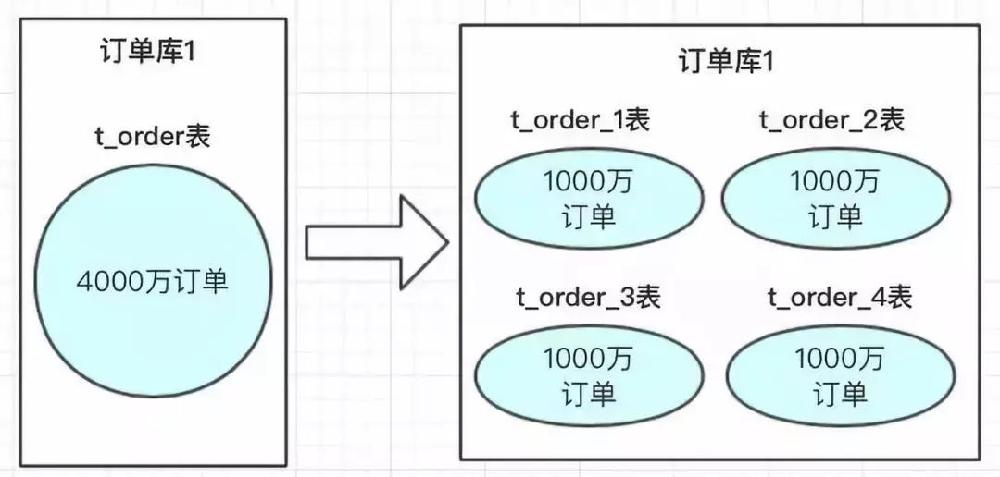 订单库1
t_order表
4000万订单
订单库1
t_order_1表
t_order_2表
1000万
订单
1000万
订单
t_order_3表
t_order_4表
1000万
订单
1000万
订单